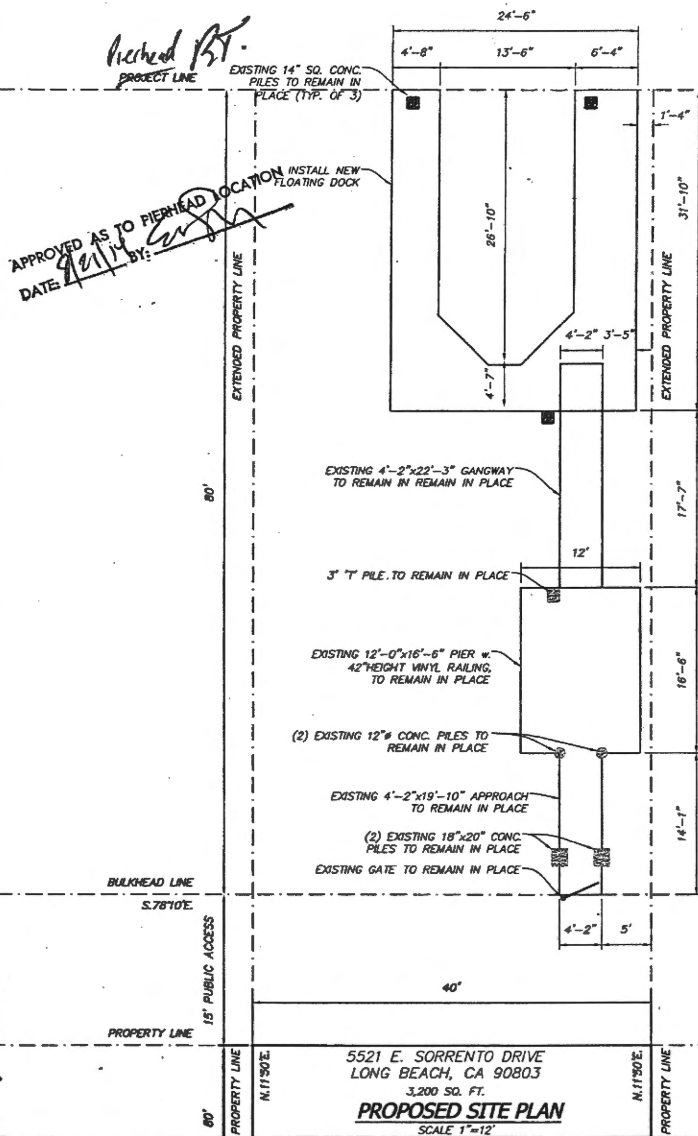 Pierhead
PROJECT LINE
24'-6"
4'-8"
13'-6"
6'-4"
EXISTING 14" SQ. CONC.
PILES TO REMAIN IN
PLACE (TYP. OF 3)
1'-4"
INSTALL NEW
FLOATING DOCK
APPROVED AS TO PIERHEAD LOCATION
DATE: BY:
26'-10"
31'-10"
EXTENDED PROPERTY LINE
EXTENDED PROPERTY LINE
4'-2"
3'-5"
4'-7"
80'
EXISTING 4'-2"x22'-3" GANGWAY
TO REMAIN IN REMAIN IN PLACE
17'-7"
12'
3' 'T' PILE. TO REMAIN IN PLACE
EXISTING 12'-0"x16'-6" PIER w.
42"HEIGHT VINYL RAILING,
TO REMAIN IN PLACE
16'-6"
(2) EXISTING 12"ø CONC. PILES TO
REMAIN IN PLACE
EXISTING 4'-2"x19'-10" APPROACH
TO REMAIN IN PLACE
14'-1"
(2) EXISTING 18"x20" CONC.
PILES TO REMAIN IN PLACE
EXISTING GATE TO REMAIN IN PLACE
BULKHEAD LINE
S.78°10'E.
4'-2"
5'
15' PUBLIC ACCESS
40'
PROPERTY LINE
80'
PROPERTY LINE
N.11°50'E.
5521 E. SORRENTO DRIVE
LONG BEACH, CA 90803
3,200 SQ. FT.
PROPOSED SITE PLAN
SCALE 1"=12'
N.11°50'E.
PROPERTY LINE